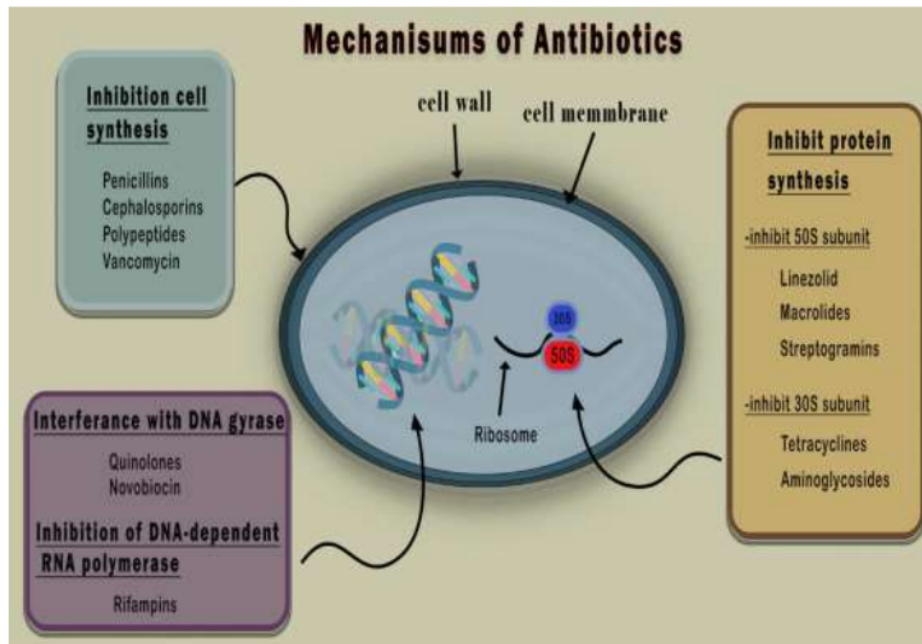 Mechanisums of Antibiotics
Inhibition cell
synthesis
Penicillins
Cephalosporins
Polypeptides
Vancomycin
cell wall
cell memmbrane
Inhibit protein
synthesis
-inhibit 50S subunit
Linezolid
Macrolides
Streptogramins
-inhibit 30S subunit
Tetracyclines
Aminoglycosides
30S
50S
Ribosome
Interferance with DNA gyrase
Quinolones
Novobiocin
Inhibition of DNA-dependent
RNA polymerase
Rifampins